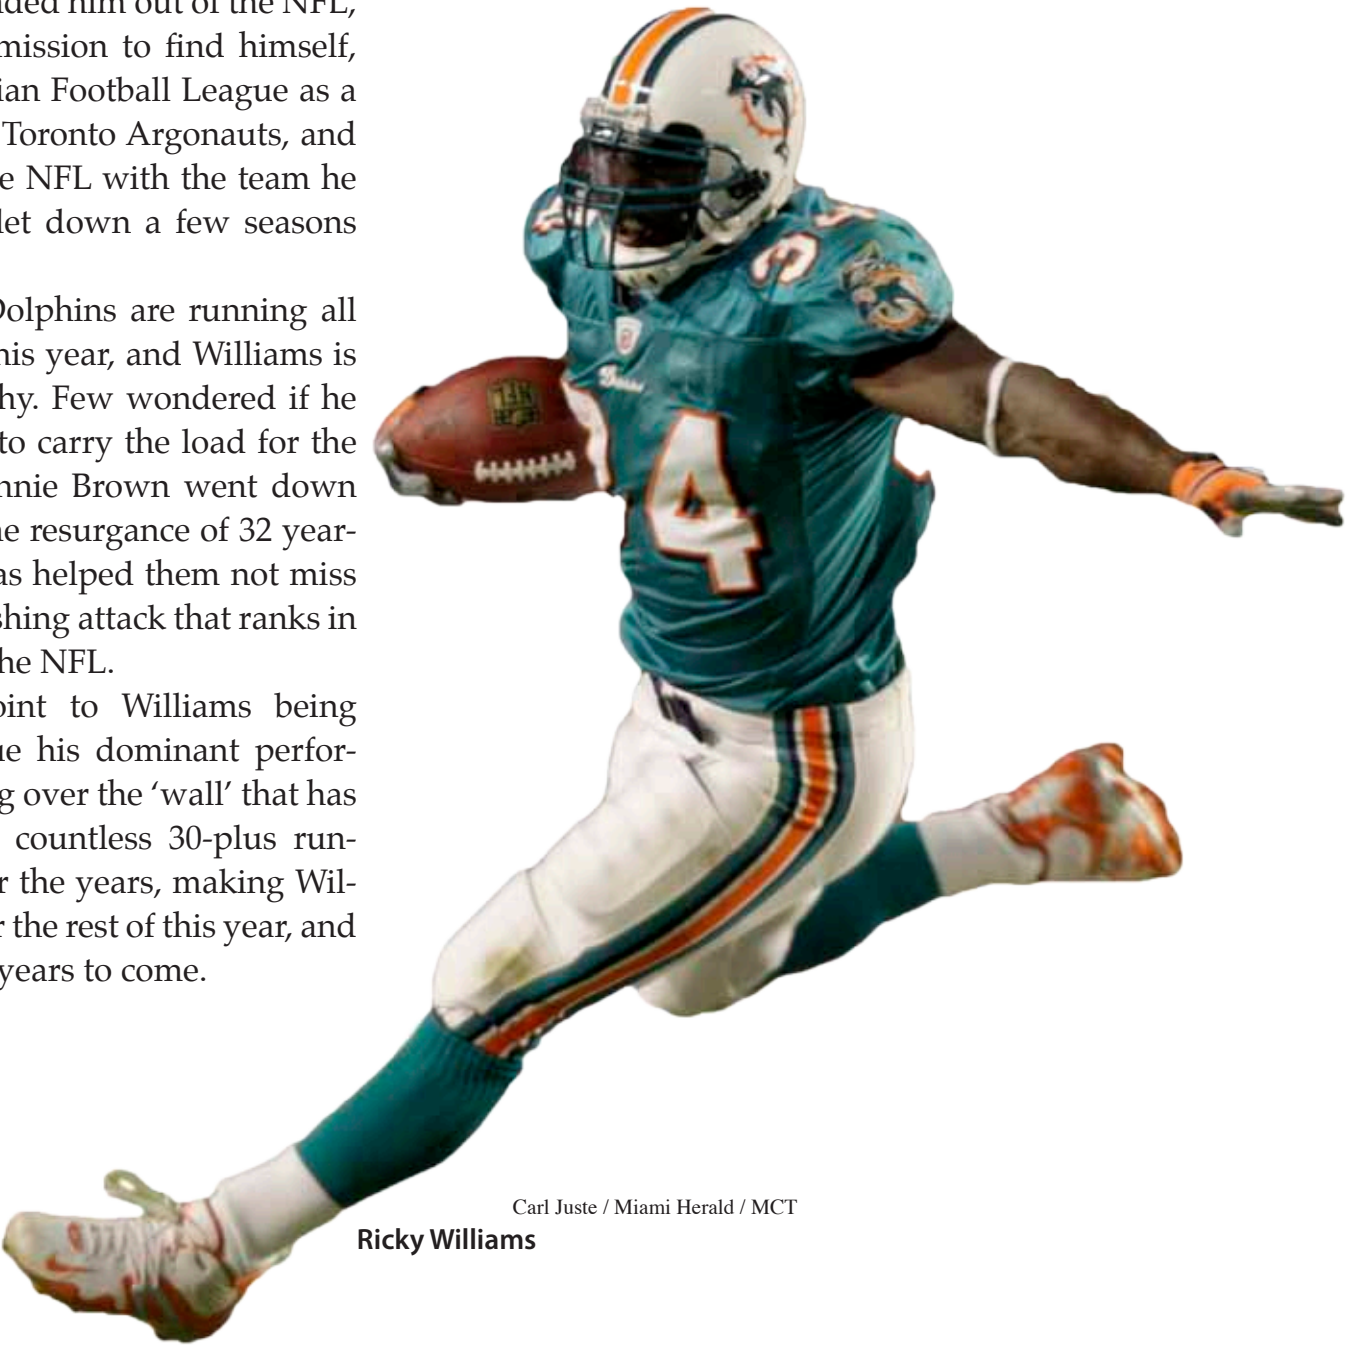 nded him out of the NFL,
mission to find himself,
ian Football League as a
Toronto Argonauts, and
e NFL with the team he
let down a few seasons
Dolphins are running all
his year, and Williams is
hy. Few wondered if he
to carry the load for the
nnie Brown went down
he resurgance of 32 year-
as helped them not miss
shing attack that ranks in
he NFL.
oint to Williams being
ue his dominant perfor-
g over the ‘wall’ that has
countless 30-plus run-
r the years, making Wil-
r the rest of this year, and
years to come.
NFL
3
4
Carl Juste / Miami Herald / MCT
Ricky Williams